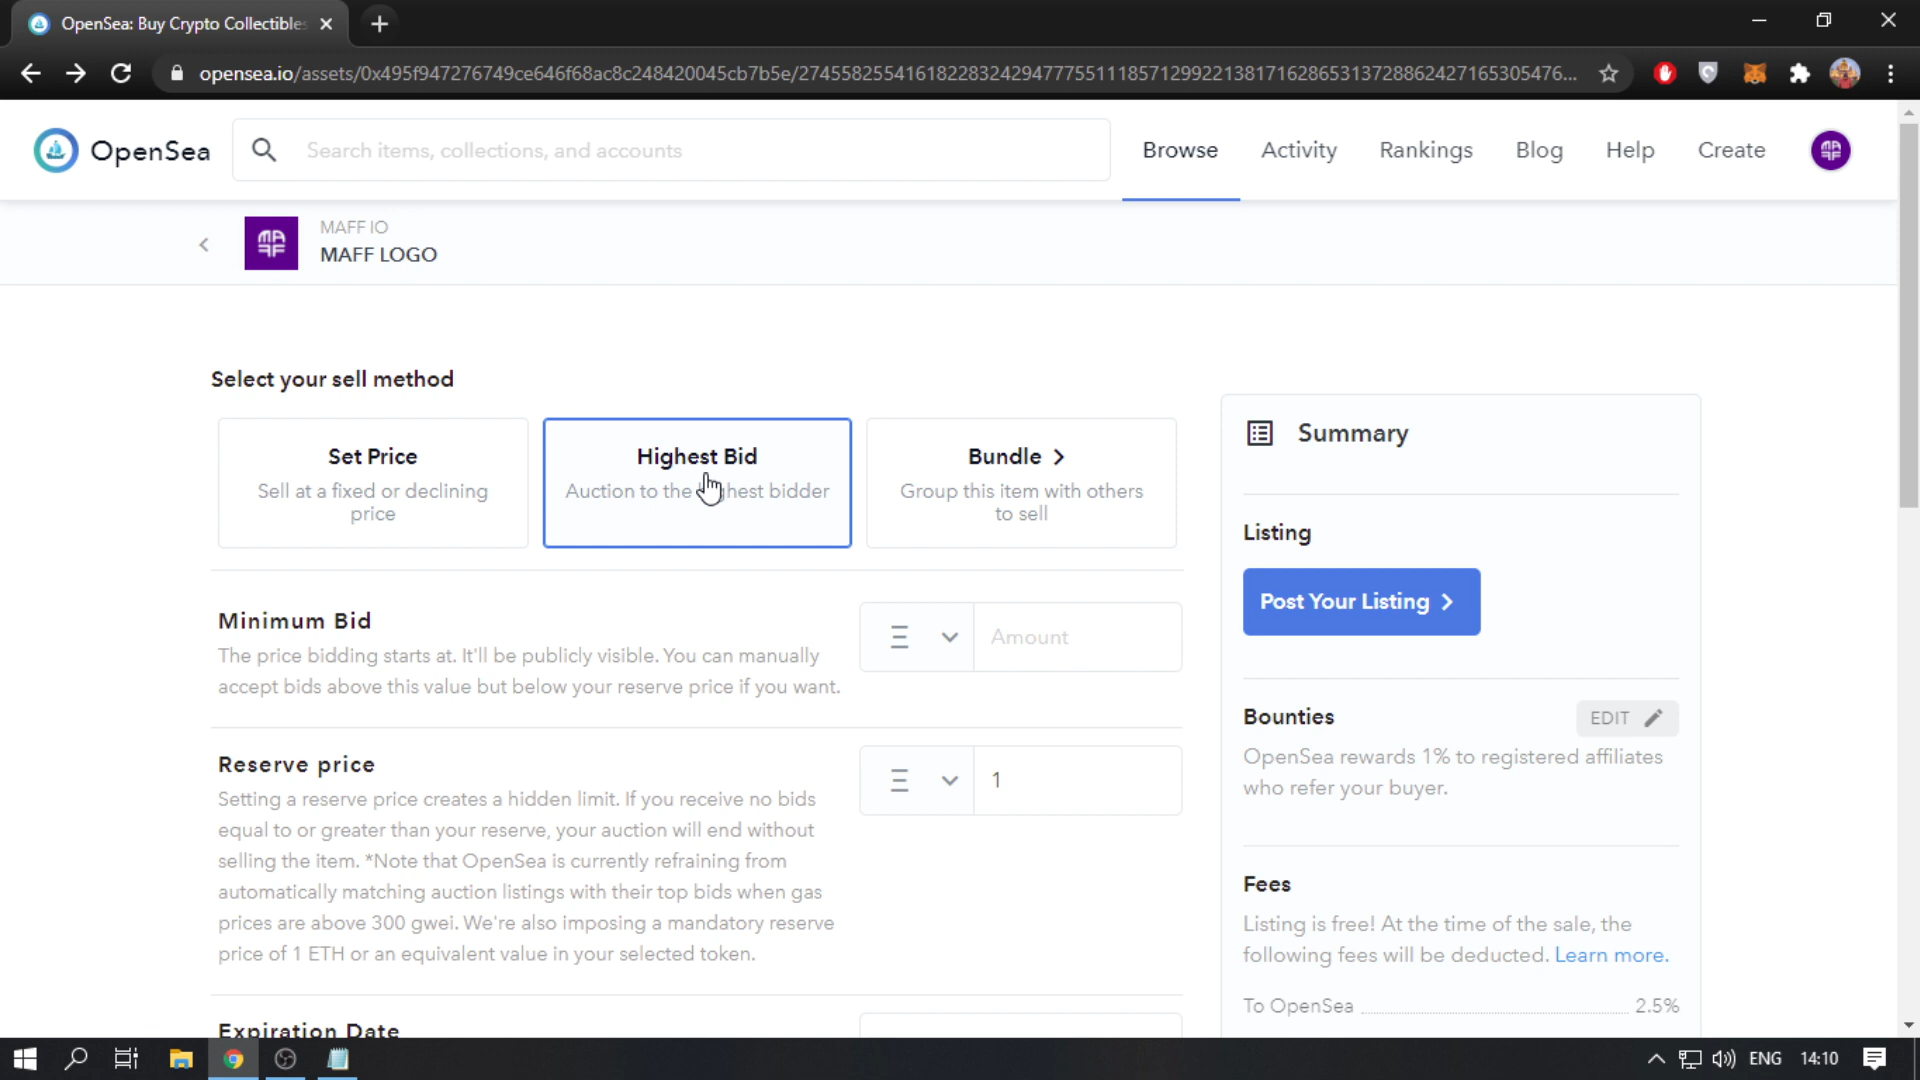 OpenSea: Buy Crypto Collectibles
opensea.io/assets/0x495f947276749ce646f68ac8c248420045cb7b5e/27455825541618228324294777551118571299221381716286531372886242716530547​6...
OpenSea
Search items, collections, and accounts
Browse
Activity
Rankings
Blog
Help
Create
MAFF IO
MAFF LOGO
Select your sell method
Set Price
Sell at a fixed or declining
price
Highest Bid
Auction to the highest bidder
Bundle >
Group this item with others
to sell
Minimum Bid
The price bidding starts at. It'll be publicly visible. You can manually
accept bids above this value but below your reserve price if you want.
Amount
Reserve price
Setting a reserve price creates a hidden limit. If you receive no bids
equal to or greater than your reserve, your auction will end without
selling the item. *Note that OpenSea is currently refraining from
automatically matching auction listings with their top bids when gas
prices are above 300 gwei. We're also imposing a mandatory reserve
price of 1 ETH or an equivalent value in your selected token.
1
Expiration Date
Summary
Listing
Post Your Listing >
Bounties
EDIT
OpenSea rewards 1% to registered affiliates
who refer your buyer.
Fees
Listing is free! At the time of the sale, the
following fees will be deducted. Learn more.
To OpenSea 2.5%
ENG
14:10